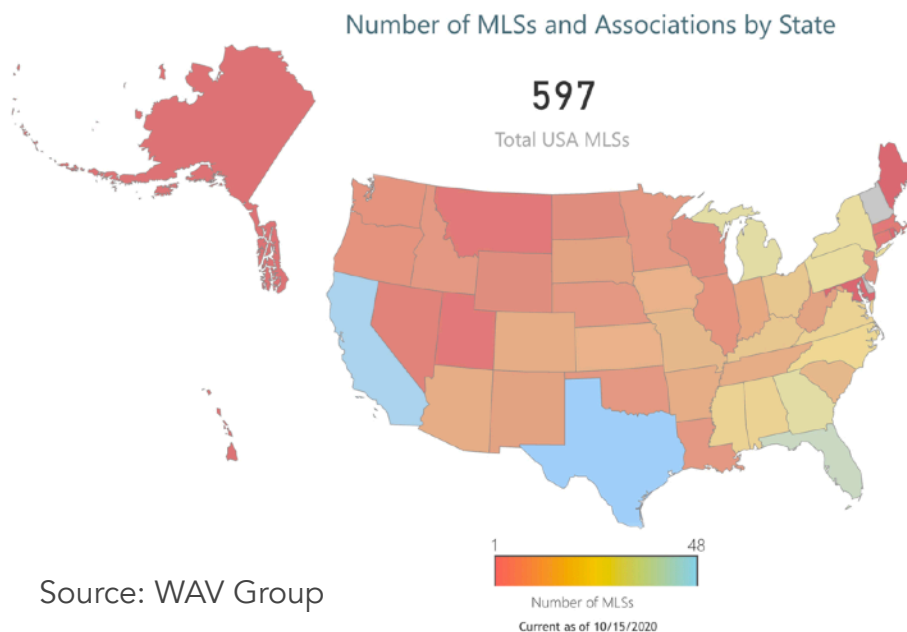 Number of MLSs and Associations by State
597
Total USA MLSs
1 48
Number of MLSs
Current as of 10/15/2020
Source: WAV Group